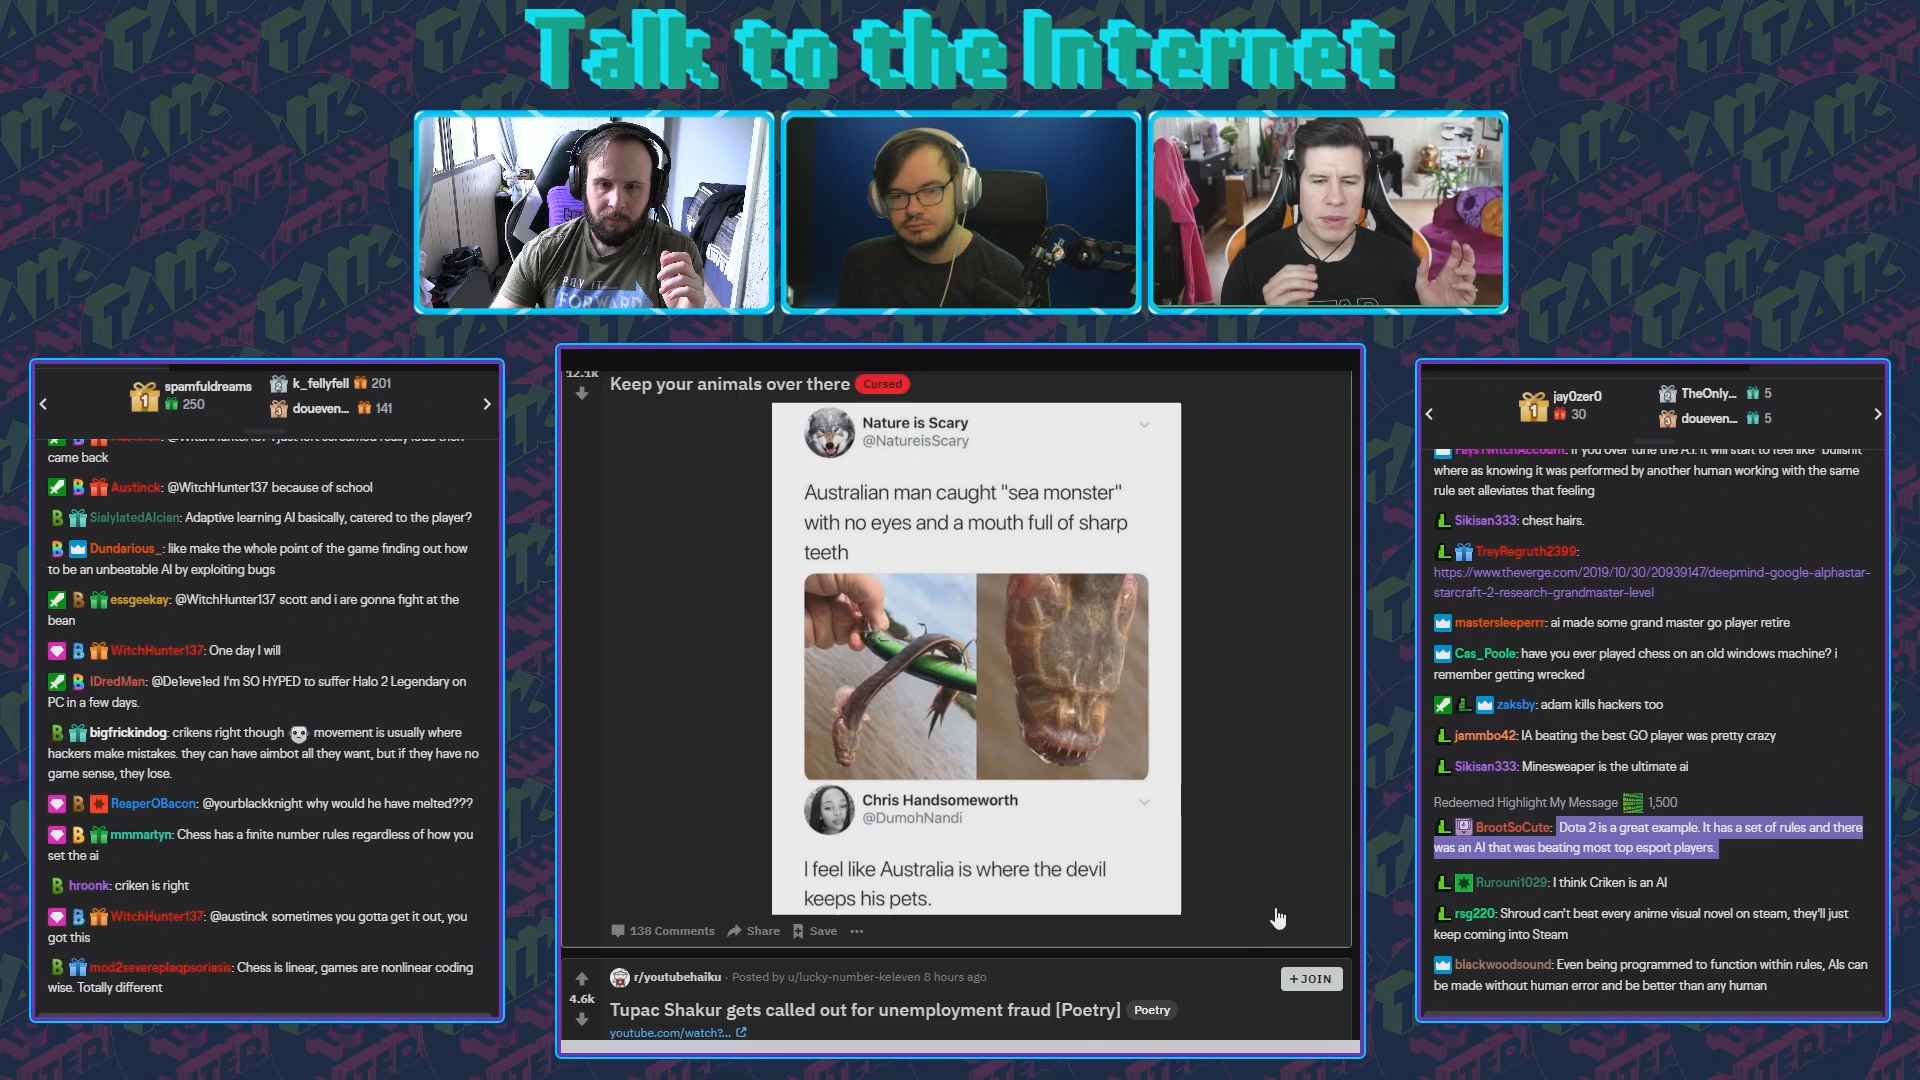 Talk to the Internet
PAY IT
FORWARD
spamfuldreams
250
k_fellyfell 201
doueven... 141
came back
Austinck: @WitchHunter137 because of school
SialylatedAlcian: Adaptive learning AI basically, catered to the player?
Dundarious_: like make the whole point of the game finding out how
to be an unbeatable AI by exploiting bugs
essgeekay: @WitchHunter137 scott and i are gonna fight at the
bean
WitchHunter137: One day I will
IDredMan: @De1eve1ed I'm SO HYPED to suffer Halo 2 Legendary on
PC in a few days.
bigfrickindog: crikens right though movement is usually where
hackers make mistakes. they can have aimbot all they want, but if they have no
game sense, they lose.
ReaperOBacon: @yourblackknight why would he have melted???
mmmartyn: Chess has a finite number rules regardless of how you
set the ai
hroonk: criken is right
WitchHunter137: @austinck sometimes you gotta get it out, you
got this
mod2severeplaqpsoriasis: Chess is linear, games are nonlinear coding
wise. Totally different
12.1k
Keep your animals over there Cursed
Nature is Scary
@NatureisScary
Australian man caught "sea monster"
with no eyes and a mouth full of sharp
teeth
Chris Handsomeworth
@DumohNandi
I feel like Australia is where the devil
keeps his pets.
138 Comments Share Save
r/youtubehaiku · Posted by u/lucky-number-keleven 8 hours ago
+JOIN
4.6k
Tupac Shakur gets called out for unemployment fraud [Poetry] Poetry
youtube.com/watch?...
jay0zer0
30
TheOnly... 5
doueven... 5
PaysTwitchAccount: If you over tune the A.I. it will start to feel like "bullshit"
where as knowing it was performed by another human working with the same
rule set alleviates that feeling
Sikisan333: chest hairs.
TreyRegruth2399:
https://www.theverge.com/2019/10/30/20939147/deepmind-google-alphastar-
starcraft-2-research-grandmaster-level
mastersleeperrr: ai made some grand master go player retire
Cas_Poole: have you ever played chess on an old windows machine? i
remember getting wrecked
zaksby: adam kills hackers too
jammbo42: IA beating the best GO player was pretty crazy
Sikisan333: Minesweaper is the ultimate ai
Redeemed Highlight My Message 1,500
BrootSoCute: Dota 2 is a great example. It has a set of rules and there
was an AI that was beating most top esport players.
Rurouni1029: I think Criken is an AI
rsg220: Shroud can't beat every anime visual novel on steam, they'll just
keep coming into Steam
blackwoodsound: Even being programmed to function within rules, AIs can
be made without human error and be better than any human